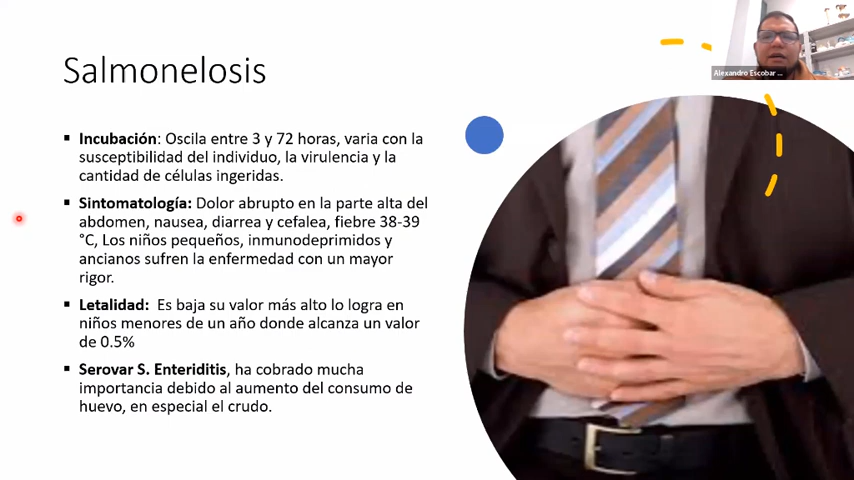 Alexandro Escobar ...
Salmonelosis
▪ Incubación: Oscila entre 3 y 72 horas, varia con la
susceptibilidad del individuo, la virulencia y la
cantidad de células ingeridas.
▪ Sintomatología: Dolor abrupto en la parte alta del
abdomen, nausea, diarrea y cefalea, fiebre 38-39
°C, Los niños pequeños, inmunodeprimidos y
ancianos sufren la enfermedad con un mayor
rigor.
▪ Letalidad: Es baja su valor más alto lo logra en
niños menores de un año donde alcanza un valor
de 0.5%
▪ Serovar S. Enteriditis, ha cobrado mucha
importancia debido al aumento del consumo de
huevo, en especial el crudo.